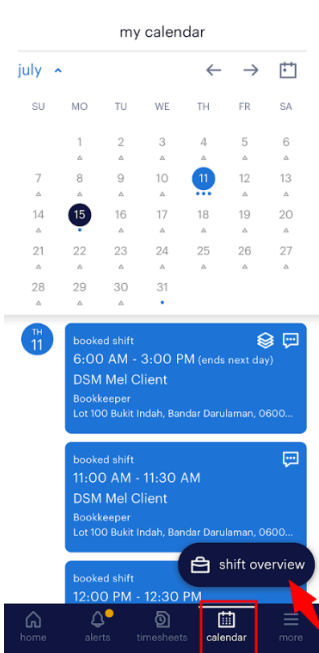 my calendar
july
SU MO TU WE TH FR SA
1 2 3 4 5 6
7 8 9 10 11 12 13
14 15 16 17 18 19 20
21 22 23 24 25 26 27
28 29 30 31
TH
11
booked shift
6:00 AM - 3:00 PM (ends next day)
DSM Mel Client
Bookkeeper
Lot 100 Bukit Indah, Bandar Darulaman, 0600...
booked shift
11:00 AM - 11:30 AM
DSM Mel Client
Bookkeeper
Lot 100 Bukit Indah, Bandar Darulaman, 0600...
shift overview
booked shift
12:00 PM - 12:30 PM
home alerts timesheets calendar more